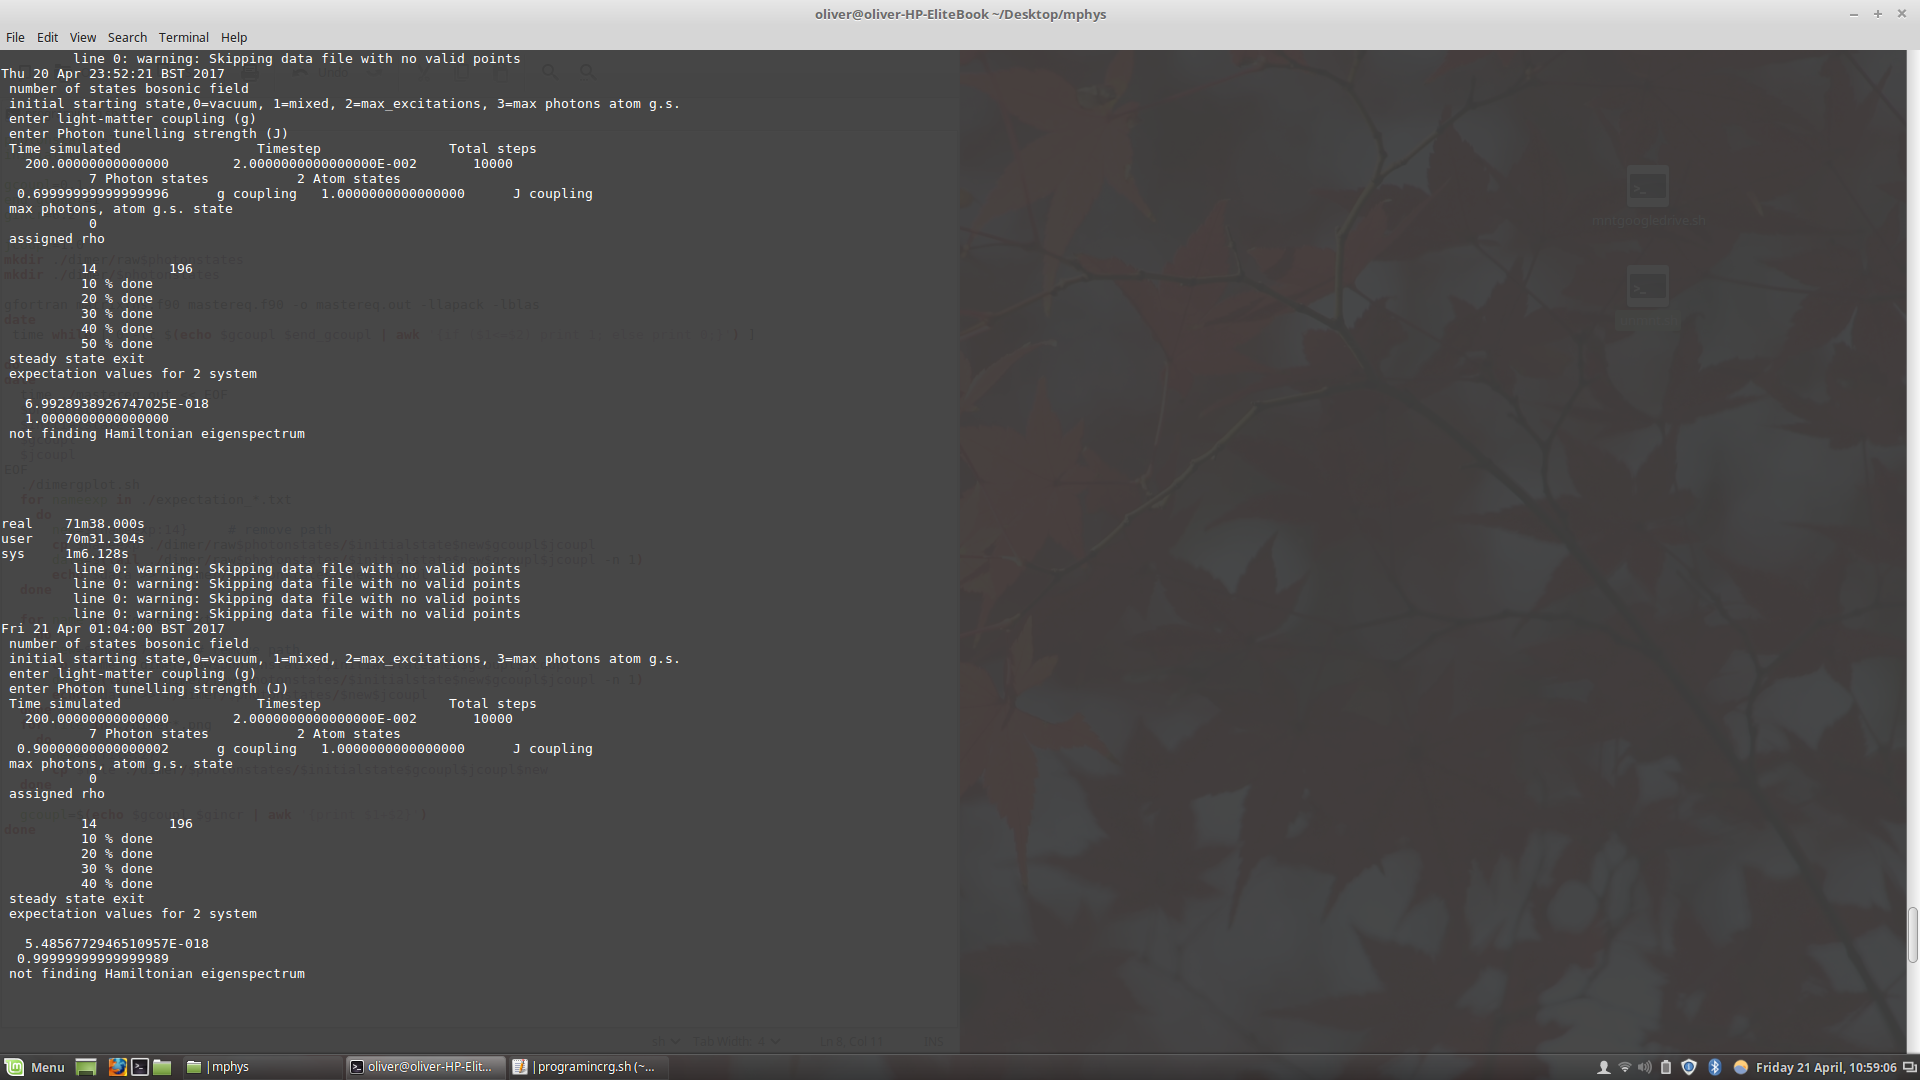 oliver@oliver-HP-EliteBook ~/Desktop/mphys
File Edit View Search Terminal Help
line 0: warning: Skipping data file with no valid points
Thu 20 Apr 23:52:21 BST 2017
number of states bosonic field
initial starting state,0=vacuum, 1=mixed, 2=max_excitations, 3=max photons atom g.s.
enter light-matter coupling (g)
enter Photon tunelling strength (J)
Time simulated Timestep Total steps
200.00000000000000 2.0000000000000000E-002 10000
7 Photon states 2 Atom states
0.69999999999999996 g coupling 1.0000000000000000 J coupling
max photons, atom g.s. state
0
assigned rho
14 196
10 % done
20 % done
30 % done
40 % done
50 % done
steady state exit
expectation values for 2 system
6.9928938926747025E-018
1.0000000000000000
not finding Hamiltonian eigenspectrum
real 71m38.000s
user 70m31.304s
sys 1m6.128s
line 0: warning: Skipping data file with no valid points
line 0: warning: Skipping data file with no valid points
line 0: warning: Skipping data file with no valid points
line 0: warning: Skipping data file with no valid points
Fri 21 Apr 01:04:00 BST 2017
number of states bosonic field
initial starting state,0=vacuum, 1=mixed, 2=max_excitations, 3=max photons atom g.s.
enter light-matter coupling (g)
enter Photon tunelling strength (J)
Time simulated Timestep Total steps
200.00000000000000 2.0000000000000000E-002 10000
7 Photon states 2 Atom states
0.90000000000000002 g coupling 1.0000000000000000 J coupling
max photons, atom g.s. state
0
assigned rho
14 196
10 % done
20 % done
30 % done
40 % done
steady state exit
expectation values for 2 system
5.4856772946510957E-018
0.99999999999999989
not finding Hamiltonian eigenspectrum
Menu mphys oliver@oliver-HP-Elit... programincrg.sh (~... Friday 21 April, 10:59:06